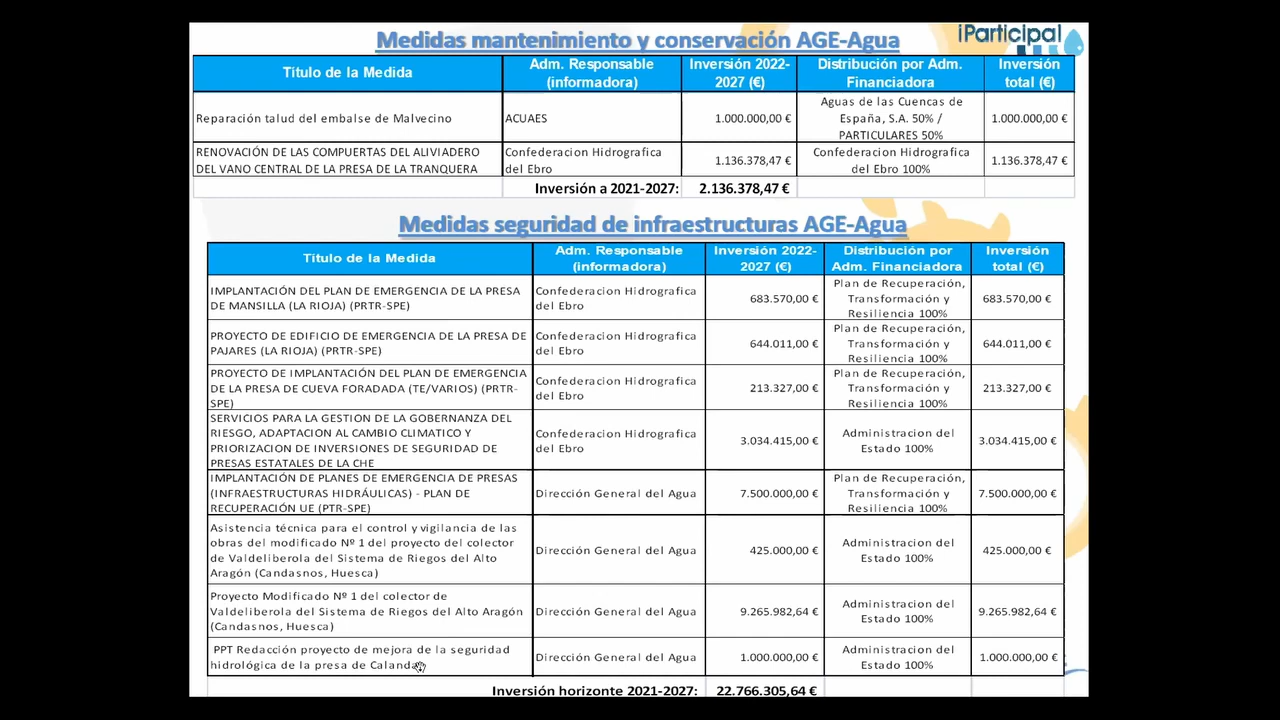 Medidas mantenimiento y conservación AGE-Agua
iParticipa!
Título de la Medida
Adm. Responsable
(informadora)
Inversión 2022-
2027 (€)
Distribución por Adm.
Financiadora
Inversión
total (€)
Reparación talud del embalse de Malvecino
ACUAES
1.000.000,00 €
Aguas de las Cuencas de
España, S.A. 50% /
PARTICULARES 50%
1.000.000,00 €
RENOVACIÓN DE LAS COMPUERTAS DEL ALIVIADERO
DEL VANO CENTRAL DE LA PRESA DE LA TRANQUERA
Confederacion Hidrografica
del Ebro
1.136.378,47 €
Confederacion Hidrografica
del Ebro 100%
1.136.378,47 €
Inversión a 2021-2027:
2.136.378,47 €
Medidas seguridad de infraestructuras AGE-Agua
Título de la Medida
Adm. Responsable
(informadora)
Inversión 2022-
2027 (€)
Distribución por
Adm. Financiadora
Inversión
total (€)
IMPLANTACIÓN DEL PLAN DE EMERGENCIA DE LA PRESA
DE MANSILLA (LA RIOJA) (PRTR-SPE)
Confederacion Hidrografica
del Ebro
683.570,00 €
Plan de Recuperación,
Transformación y
Resiliencia 100%
683.570,00 €
PROYECTO DE EDIFICIO DE EMERGENCIA DE LA PRESA DE
PAJARES (LA RIOJA) (PRTR-SPE)
Confederacion Hidrografica
del Ebro
644.011,00 €
Plan de Recuperación,
Transformación y
Resiliencia 100%
644.011,00 €
PROYECTO DE IMPLANTACIÓN DEL PLAN DE EMERGENCIA
DE LA PRESA DE CUEVA FORADADA (TE/VARIOS) (PRTR-
SPE)
Confederacion Hidrografica
del Ebro
213.327,00 €
Plan de Recuperación,
Transformación y
Resiliencia 100%
213.327,00 €
SERVICIOS PARA LA GESTION DE LA GOBERNANZA DEL
RIESGO, ADAPTACION AL CAMBIO CLIMATICO Y
PRIORIZACION DE INVERSIONES DE SEGURIDAD DE
PRESAS ESTATALES DE LA CHE
Confederacion Hidrografica
del Ebro
3.034.415,00 €
Administracion del
Estado 100%
3.034.415,00 €
IMPLANTACIÓN DE PLANES DE EMERGENCIA DE PRESAS
(INFRAESTRUCTURAS HIDRÁULICAS) - PLAN DE
RECUPERACIÓN UE (PTR-SPE)
Dirección General del Agua
7.500.000,00 €
Plan de Recuperación,
Transformación y
Resiliencia 100%
7.500.000,00 €
Asistencia técnica para el control y vigilancia de las
obras del modificado Nº 1 del proyecto del colector
de Valdeliberola del Sistema de Riegos del Alto
Aragón (Candasnos, Huesca)
Dirección General del Agua
425.000,00 €
Administracion del
Estado 100%
425.000,00 €
Proyecto Modificado Nº 1 del colector de
Valdeliberola del Sistema de Riegos del Alto Aragón
(Candasnos, Huesca)
Dirección General del Agua
9.265.982,64 €
Administracion del
Estado 100%
9.265.982,64 €
PPT Redacción proyecto de mejora de la seguridad
hidrológica de la presa de Calanda
Dirección General del Agua
1.000.000,00 €
Administracion del
Estado 100%
1.000.000,00 €
Inversión horizonte 2021-2027:
22.766.305,64 €